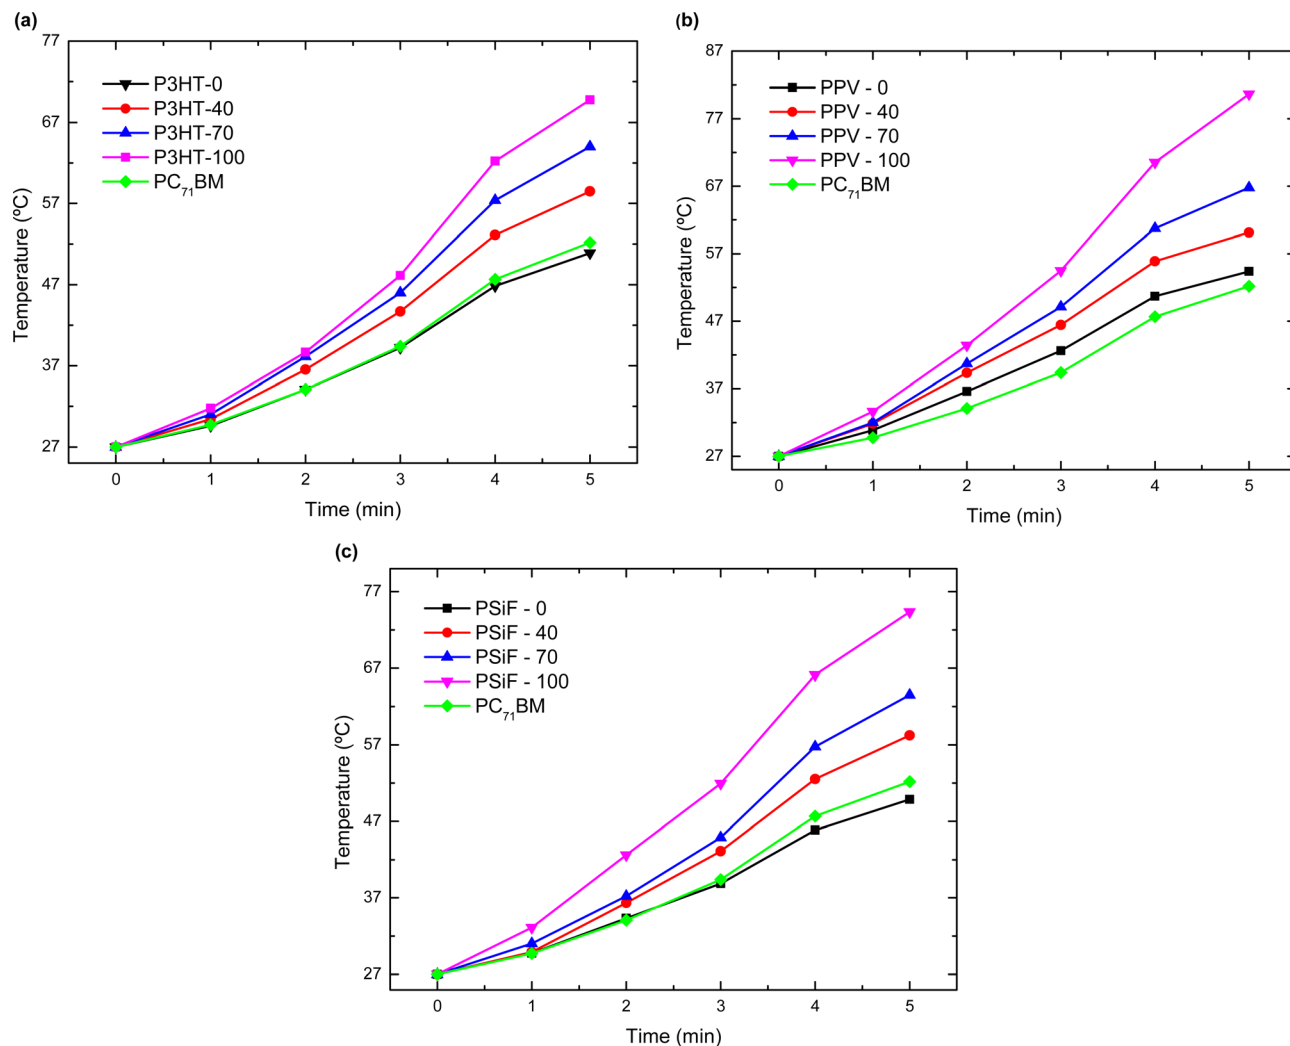 (a)
77
67
57
47
37
27
Temperature (ºC)
P3HT-0
P3HT-40
P3HT-70
P3HT-100
PC71BM
0 1 2 3 4 5
Time (min)
(b)
87
77
67
57
47
37
27
Temperature (ºC)
PPV - 0
PPV - 40
PPV - 70
PPV - 100
PC71BM
0 1 2 3 4 5
Time (min)
(c)
77
67
57
47
37
27
Temperature (ºC)
PSiF - 0
PSiF - 40
PSiF - 70
PSiF - 100
PC71BM
0 1 2 3 4 5
Time (min)